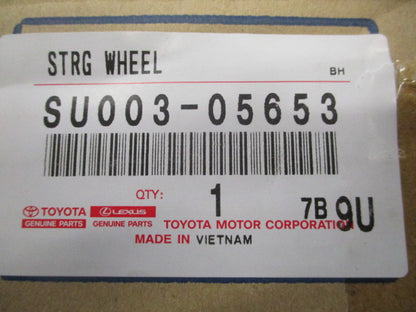 STRG WHEEL BH
SU003-05653
QTY: 1 7B 9U
TOYOTA LEXUS
GENUINE PARTS GENUINE PARTS TOYOTA MOTOR CORPORATION
MADE IN VIETNAM